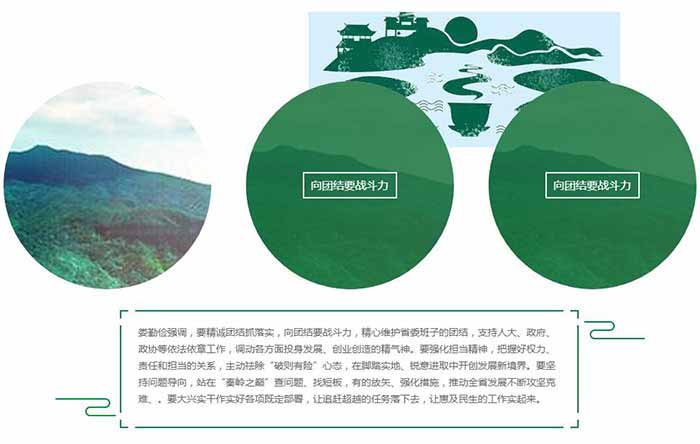 向团结要战斗力
向团结要战斗力
娄勤俭强调，要精诚团结抓落实，向团结要战斗力，精心维护省委班子的团结，支持人大、政府、
政协等依法依章工作，调动各方面投身发展、创业创造的精气神。要强化担当精神，把握好权力、
责任和担当的关系，主动祛除“破则有险”心态，在脚踏实地、锐意进取中开创发展新境界。要坚
持问题导向，站在“秦岭之巅”查问题、找短板，有的放矢、强化措施，推动全省发展不断攻坚克
难、。要大兴实干作实好各项既定部署，让追赶超越的任务落下去，让惠及民生的工作实起来。